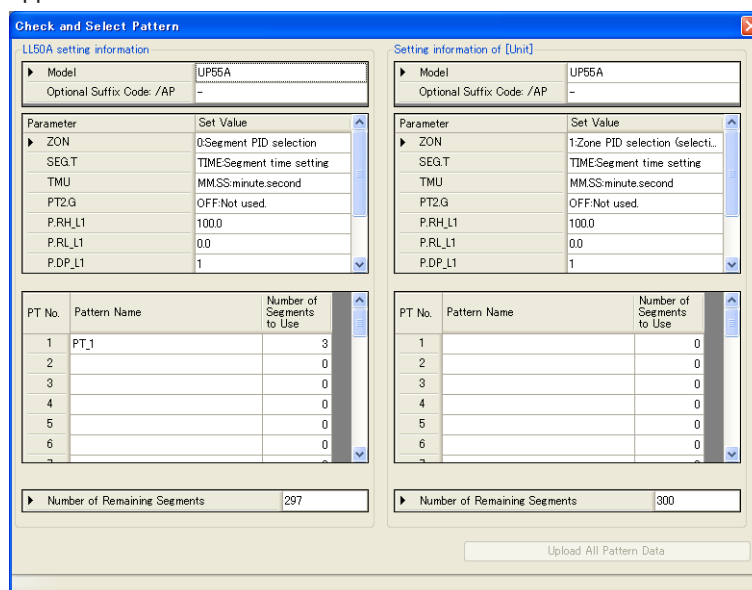 Check and Select Pattern
LL50A setting information
Model UP55A
Optional Suffix Code: /AP –
Parameter Set Value
ZON 0:Segment PID selection
SEG.T TIME:Segment time setting
TMU MM.SS:minute.second
PT2.G OFF:Not used.
P.RH_L1 100.0
P.RL_L1 0.0
P.DP_L1 1
PT No. Pattern Name Number of Segments to Use
1 PT_1 3
2 0
3 0
4 0
5 0
6 0
Number of Remaining Segments 297
Setting information of [Unit]
Model UP55A
Optional Suffix Code: /AP –
Parameter Set Value
ZON 1:Zone PID selection (selecti...
SEG.T TIME:Segment time setting
TMU MM.SS:minute.second
PT2.G OFF:Not used.
P.RH_L1 100.0
P.RL_L1 0.0
P.DP_L1 1
PT No. Pattern Name Number of Segments to Use
1 0
2 0
3 0
4 0
5 0
6 0
Number of Remaining Segments 300
Upload All Pattern Data